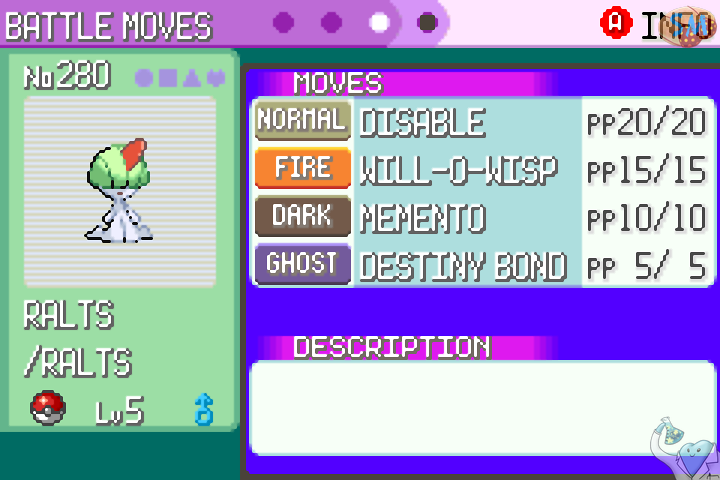 BATTLE MOVES
A INFO
No280
RALTS
/RALTS
Lv5
MOVES
NORMAL DISABLE PP20/20
FIRE WILL-O-WISP PP15/15
DARK MEMENTO PP10/10
GHOST DESTINY BOND PP 5/ 5
DESCRIPTION